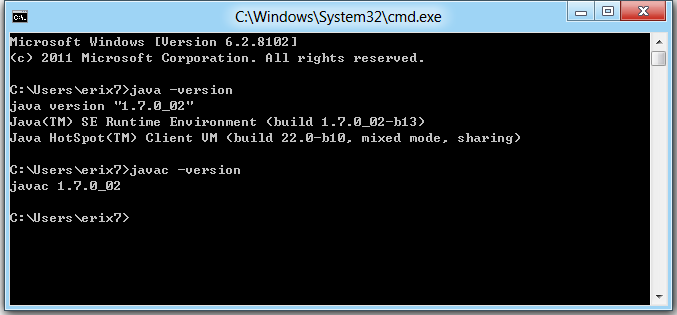 C:\Windows\System32\cmd.exe
Microsoft Windows [Version 6.2.8102]
(c) 2011 Microsoft Corporation. All rights reserved.
C:\Users\erix7>java -version
java version "1.7.0_02"
Java(TM) SE Runtime Environment (build 1.7.0_02-b13)
Java HotSpot(TM) Client VM (build 22.0-b10, mixed mode, sharing)
C:\Users\erix7>javac -version
javac 1.7.0_02
C:\Users\erix7>